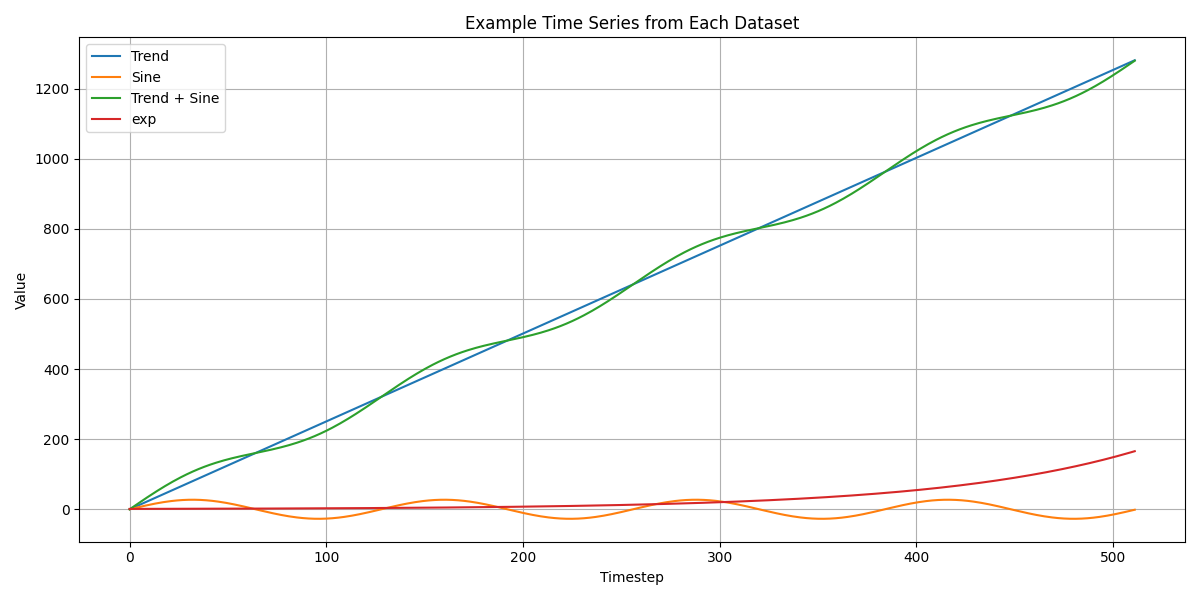 Example Time Series from Each Dataset
Trend
Sine
Trend + Sine
exp
1200
1000
800
600
400
200
0
Value
0 100 200 300 400 500
Timestep